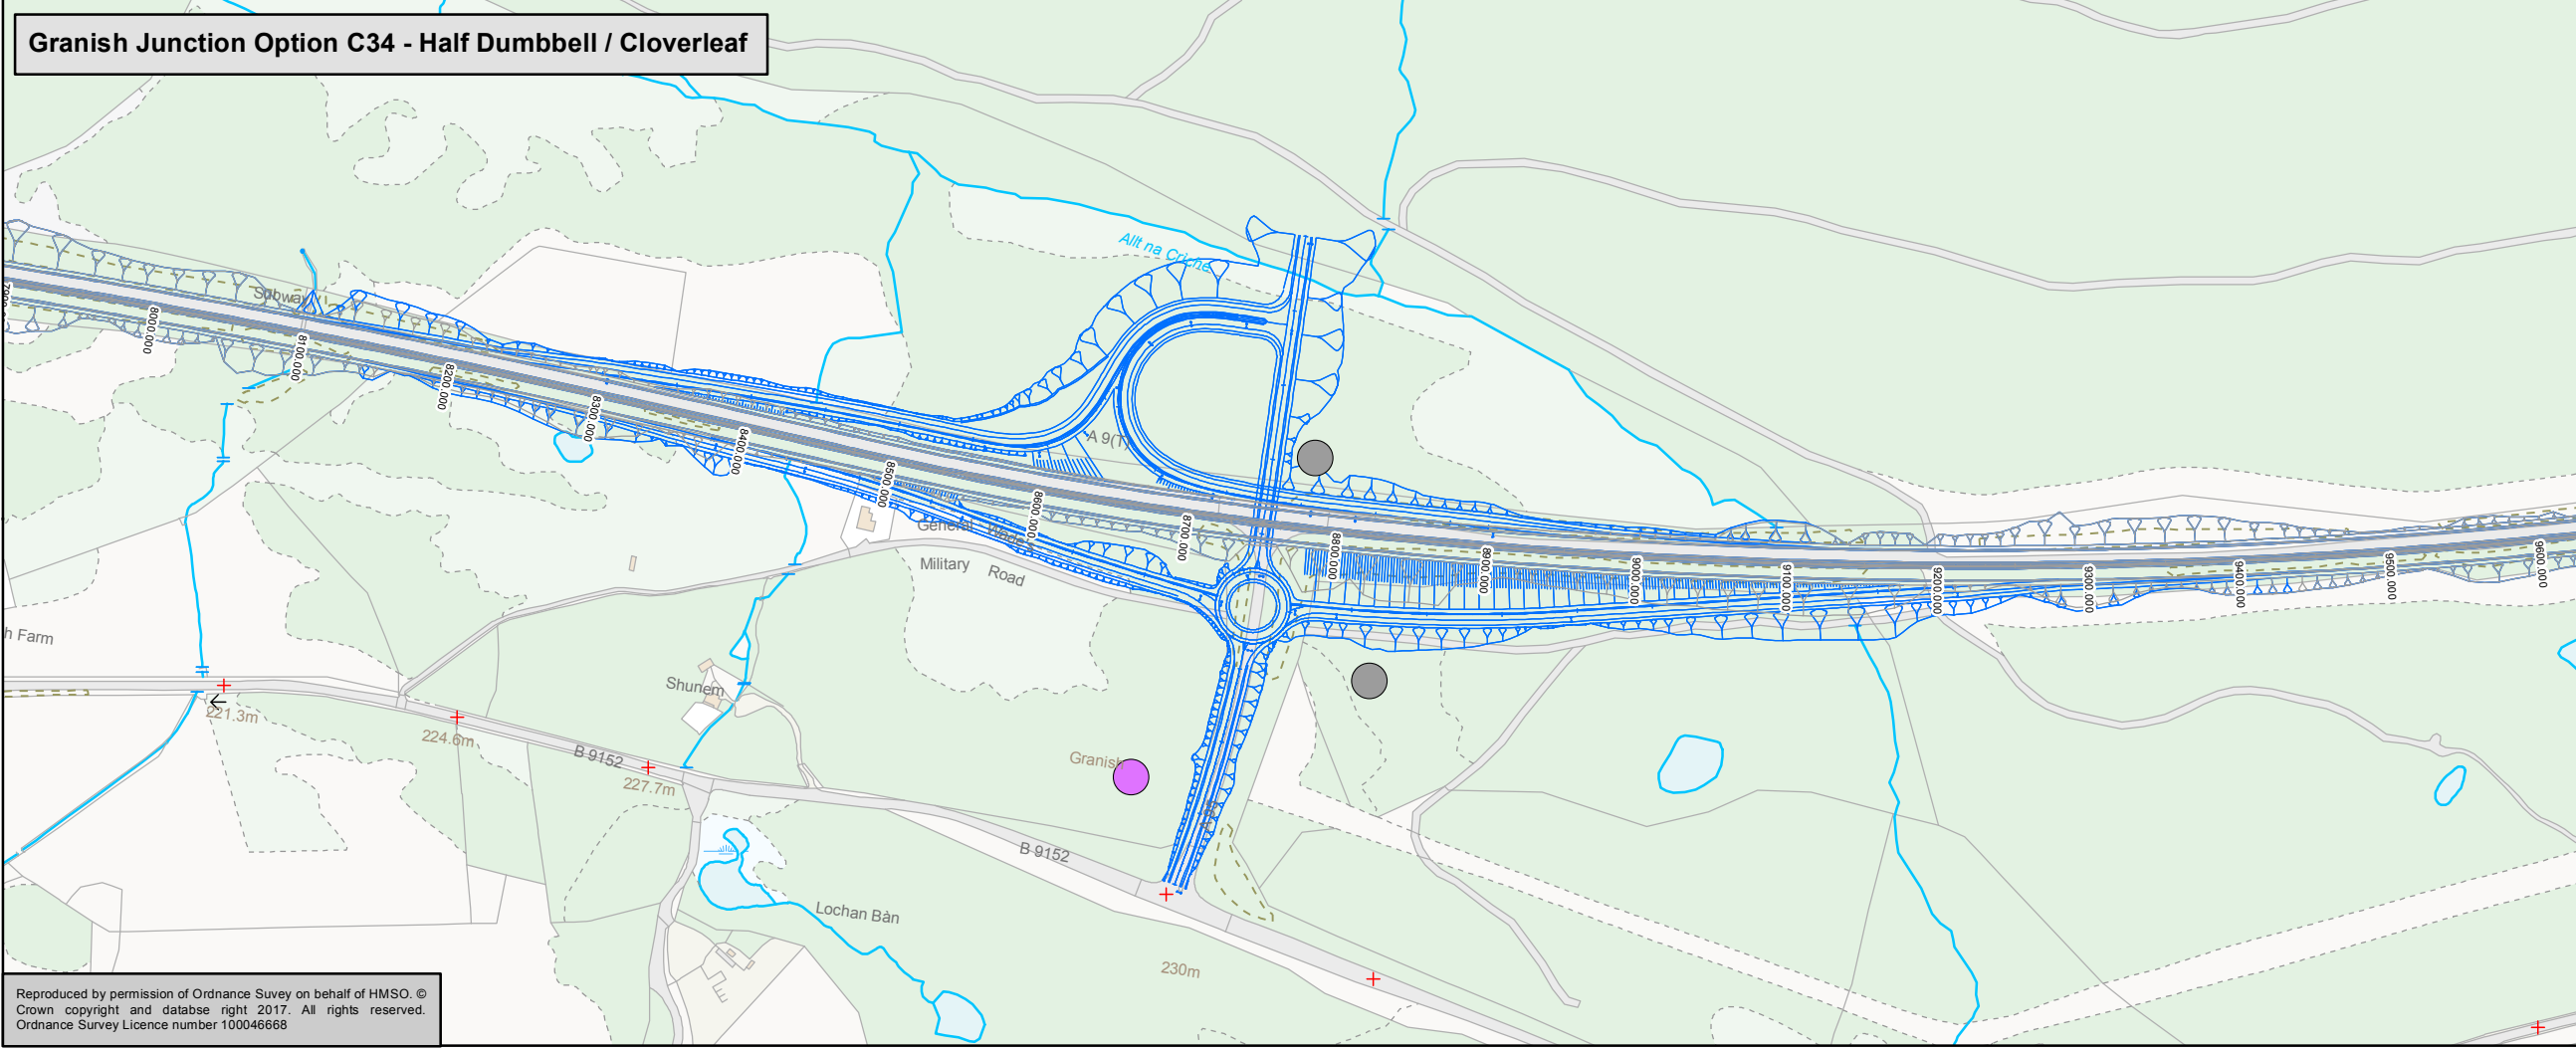 Granish Junction Option C34 - Half Dumbbell / Cloverleaf
Allt na Criche
Subway
8000.000
8100.000
8200.000
8300.000
8400.000
8500.000
8600.000
8700.000
8800.000
8900.000
9000.000
9100.000
9200.000
9300.000
9400.000
9500.000
9600.000
A 9(T)
General Wade's
Military Road
h Farm
Shunem
221.3m
224.6m
B 9152
227.7m
Granish
B 9152
Lochan Bàn
230m
Reproduced by permission of Ordnance Suvey on behalf of HMSO. ©
Crown copyright and databse right 2017. All rights reserved.
Ordnance Survey Licence number 100046668